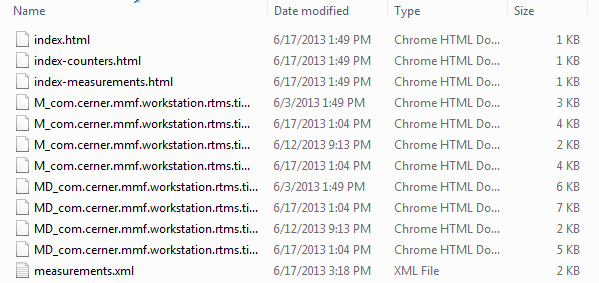 Name Date modified Type Size
index.html 6/17/2013 1:49 PM Chrome HTML Do... 1 KB
index-counters.html 6/17/2013 1:49 PM Chrome HTML Do... 1 KB
index-measurements.html 6/17/2013 1:49 PM Chrome HTML Do... 1 KB
M_com.cerner.mmf.workstation.rtms.ti... 6/3/2013 1:49 PM Chrome HTML Do... 3 KB
M_com.cerner.mmf.workstation.rtms.ti... 6/17/2013 1:04 PM Chrome HTML Do... 4 KB
M_com.cerner.mmf.workstation.rtms.ti... 6/12/2013 9:13 PM Chrome HTML Do... 2 KB
M_com.cerner.mmf.workstation.rtms.ti... 6/17/2013 1:04 PM Chrome HTML Do... 4 KB
MD_com.cerner.mmf.workstation.rtms.ti... 6/3/2013 1:49 PM Chrome HTML Do... 6 KB
MD_com.cerner.mmf.workstation.rtms.ti... 6/17/2013 1:04 PM Chrome HTML Do... 7 KB
MD_com.cerner.mmf.workstation.rtms.ti... 6/12/2013 9:13 PM Chrome HTML Do... 2 KB
MD_com.cerner.mmf.workstation.rtms.ti... 6/17/2013 1:04 PM Chrome HTML Do... 5 KB
measurements.xml 6/17/2013 3:18 PM XML File 2 KB